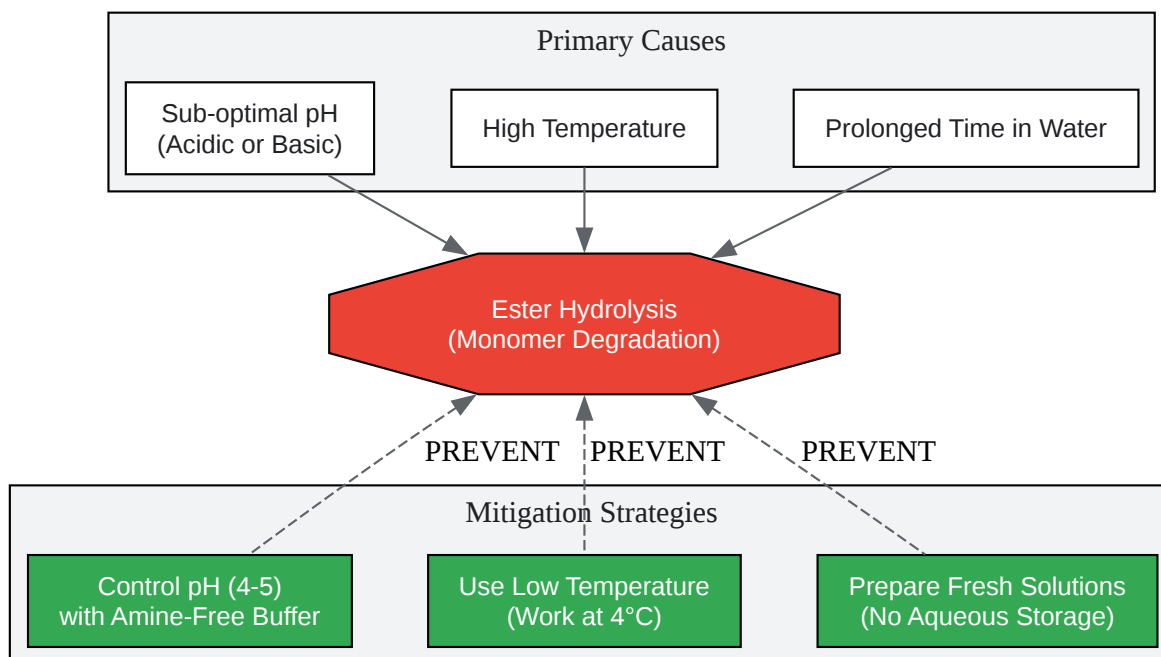 Primary Causes
Sub-optimal pH
(Acidic or Basic)
High Temperature
Prolonged Time in Water
Ester Hydrolysis
(Monomer Degradation)
PREVENT
PREVENT
PREVENT
Mitigation Strategies
Control pH (4-5)
with Amine-Free Buffer
Use Low Temperature
(Work at 4°C)
Prepare Fresh Solutions
(No Aqueous Storage)